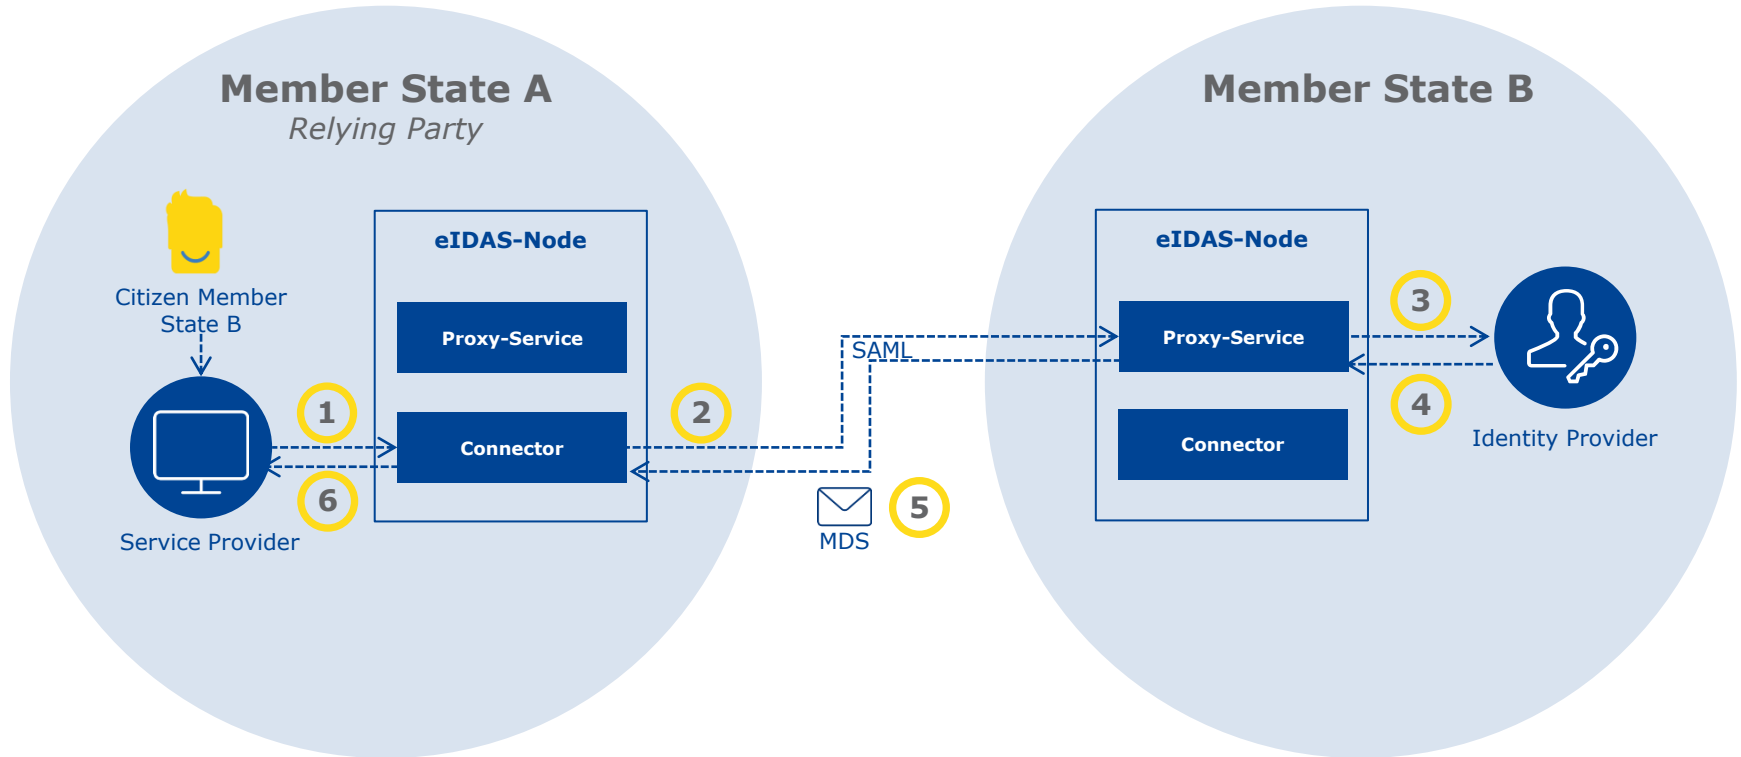 Member State A
Relying Party
Citizen Member
State B
Service Provider
1
6
eIDAS-Node
Proxy-Service
Connector
2
SAML
MDS
5
Member State B
eIDAS-Node
Proxy-Service
Connector
3
4
Identity Provider